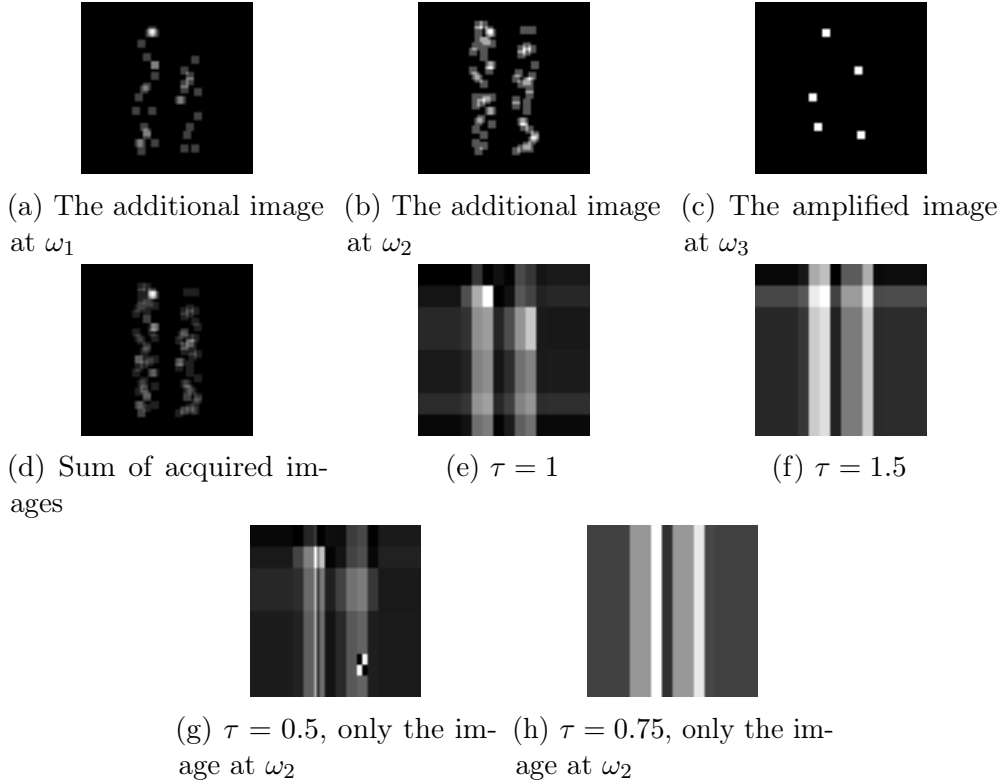 (a) The additional image
at ω₁
(b) The additional image
at ω₂
(c) The amplified image
at ω₃
(d) Sum of acquired im-
ages
(e) τ = 1
(f) τ = 1.5
(g) τ = 0.5, only the im-
age at ω₂
(h) τ = 0.75, only the im-
age at ω₂